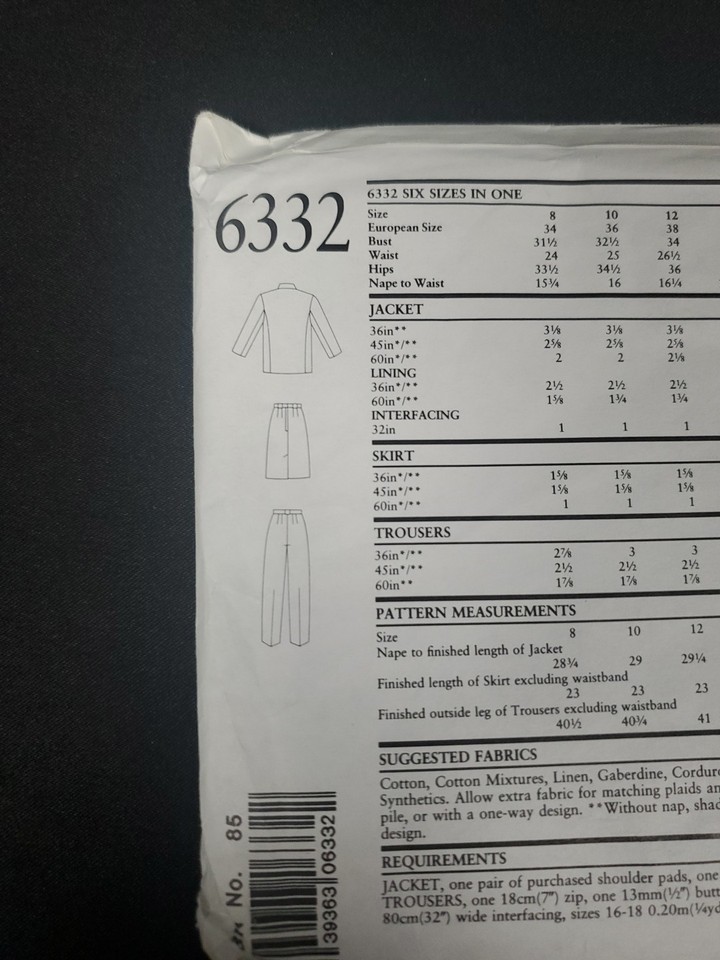 6332
6332 SIX SIZES IN ONE
Size 8 10 12
European Size 34 36 38
Bust 31½ 32½ 34
Waist 24 25 26½
Hips 33½ 34½ 36
Nape to Waist 15¾ 16 16¼
JACKET
36in** 3⅛ 3⅛ 3⅛
45in*/** 2⅝ 2⅝ 2⅝
60in*/** 2 2 2⅛
LINING
36in*/** 2½ 2½ 2½
60in*/** 1⅝ 1¾ 1¾
INTERFACING
32in 1 1 1
SKIRT
36in*/** 1⅝ 1⅝ 1⅝
45in*/** 1⅝ 1⅝ 1⅝
60in*/** 1 1 1
TROUSERS
36in*/** 2⅞ 3 3
45in*/** 2½ 2½ 2½
60in** 1⅞ 1⅞ 1⅞
PATTERN MEASUREMENTS
Size 8 10 12
Nape to finished length of Jacket
28¾ 29 29¼
Finished length of Skirt excluding waistband
23 23 23
Finished outside leg of Trousers excluding waistband
40½ 40¾ 41
SUGGESTED FABRICS
Cotton, Cotton Mixtures, Linen, Gaberdine, Cordur
Synthetics. Allow extra fabric for matching plaids an
pile, or with a one-way design. **Without nap, shad
design.
REQUIREMENTS
JACKET, one pair of purchased shoulder pads, one
TROUSERS, one 18cm(7") zip, one 13mm(½") butt
80cm(32") wide interfacing, sizes 16-18 0.20m(¼yd
No. 85
39363 06332